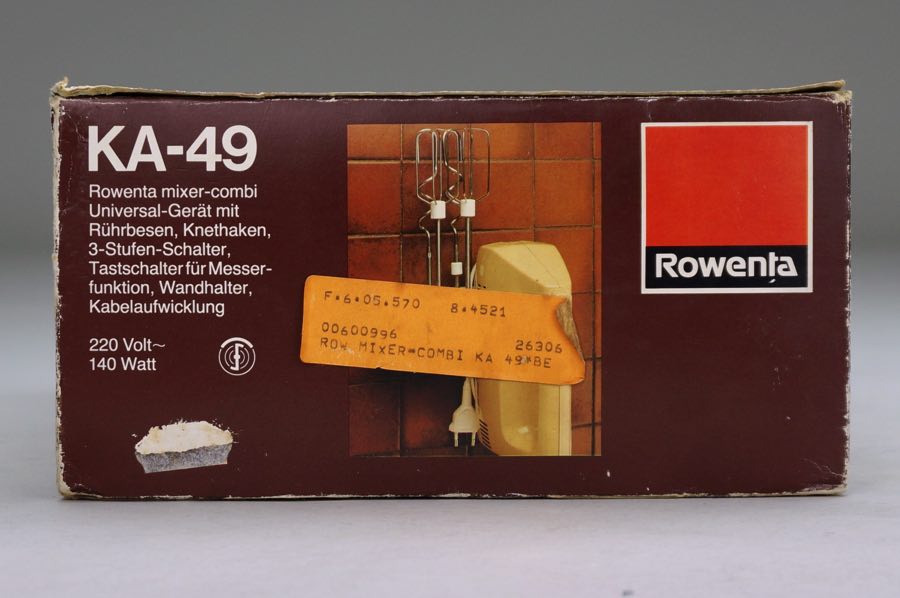 KA-49
Rowenta mixer-combi
Universal-Gerät mit
Rührbesen, Knethaken,
3-Stufen-Schalter,
Tastschalter für Messer-
funktion, Wandhalter,
Kabelaufwicklung
220 Volt~
140 Watt
F.6.05.570 8.4521
00600996 26306
ROW MIXER=COMBI KA 49*BE
Rowenta